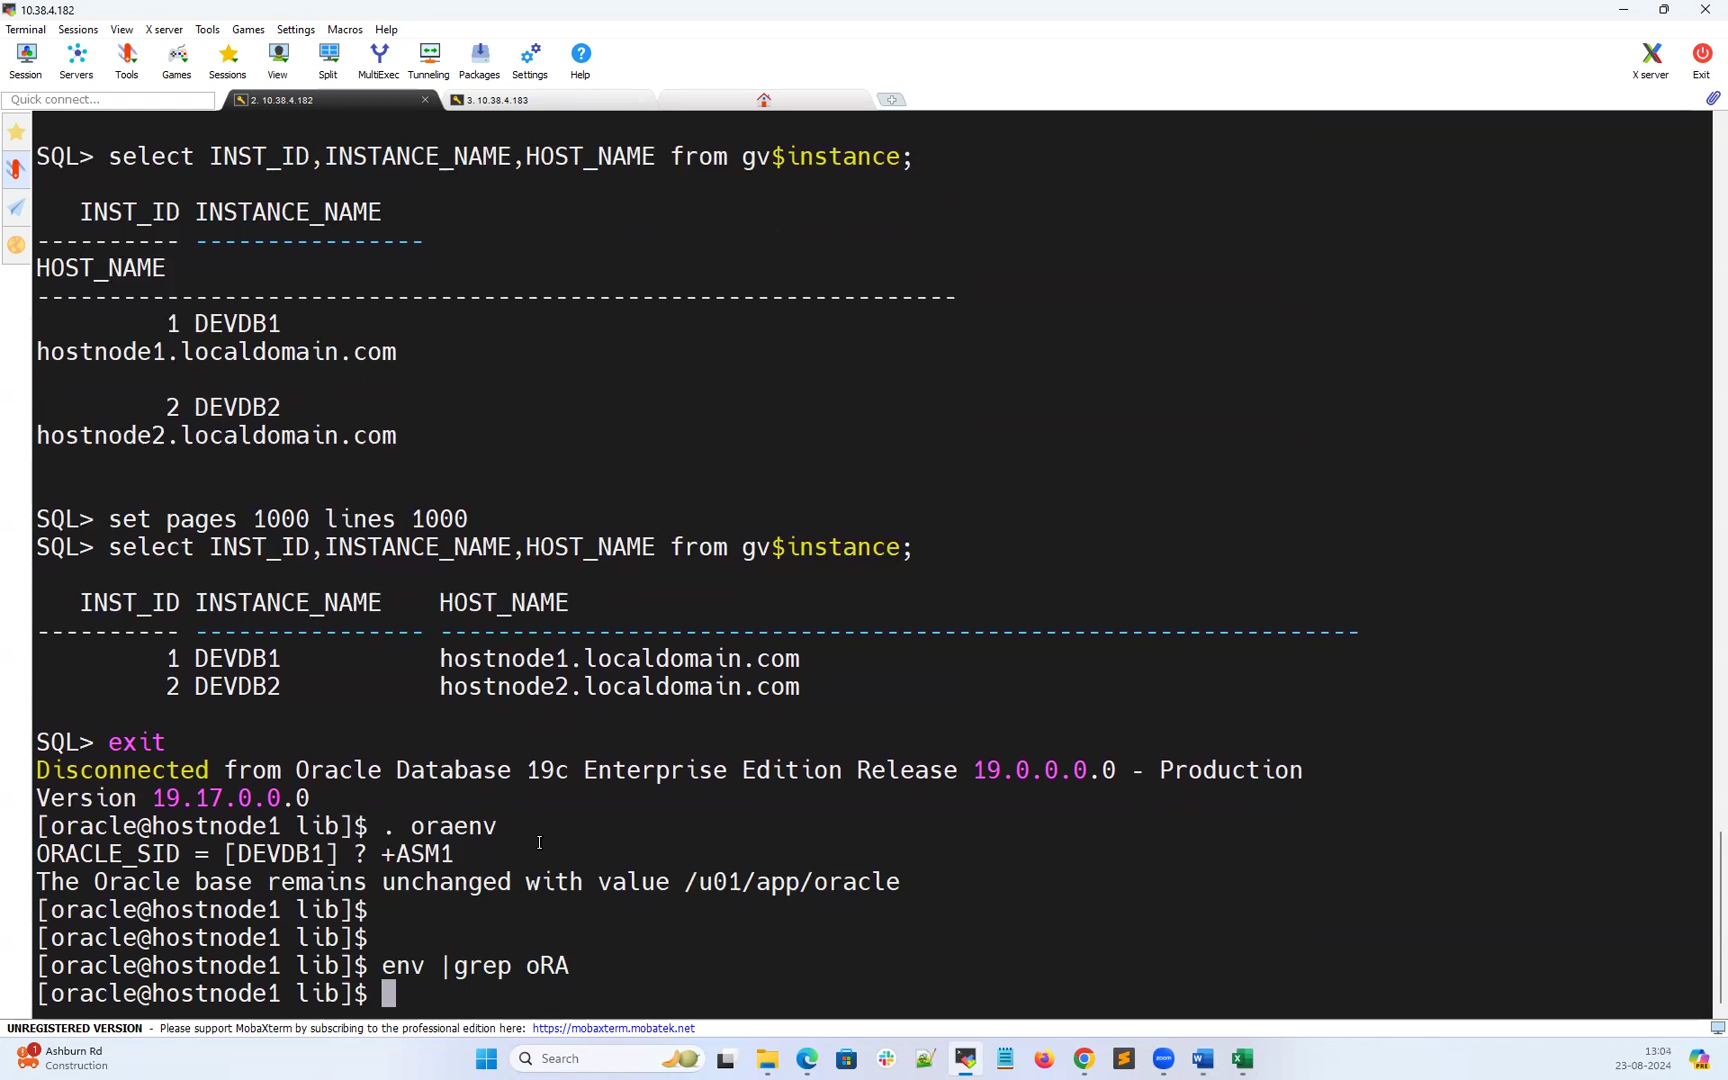 10.38.4.182
Terminal Sessions View X server Tools Games Settings Macros Help
Session Servers Tools Games Sessions View Split MultiExec Tunneling Packages Settings Help X server Exit
Quick connect...
2. 10.38.4.182
3. 10.38.4.183
SQL> select INST_ID,INSTANCE_NAME,HOST_NAME from gv$instance;
INST_ID INSTANCE_NAME
---------- ----------------
HOST_NAME
----------------------------------------------------------------
1 DEVDB1
hostnode1.localdomain.com
2 DEVDB2
hostnode2.localdomain.com
SQL> set pages 1000 lines 1000
SQL> select INST_ID,INSTANCE_NAME,HOST_NAME from gv$instance;
INST_ID INSTANCE_NAME HOST_NAME
---------- ---------------- ----------------------------------------------------------------
1 DEVDB1 hostnode1.localdomain.com
2 DEVDB2 hostnode2.localdomain.com
SQL> exit
Disconnected from Oracle Database 19c Enterprise Edition Release 19.0.0.0.0 - Production
Version 19.17.0.0.0
[oracle@hostnode1 lib]$ . oraenv
ORACLE_SID = [DEVDB1] ? +ASM1
The Oracle base remains unchanged with value /u01/app/oracle
[oracle@hostnode1 lib]$
[oracle@hostnode1 lib]$
[oracle@hostnode1 lib]$ env |grep oRA
[oracle@hostnode1 lib]$
UNREGISTERED VERSION - Please support MobaXterm by subscribing to the professional edition here: https://mobaxterm.mobatek.net
1 Ashburn Rd
Construction
Search
13:04
23-08-2024
PRE